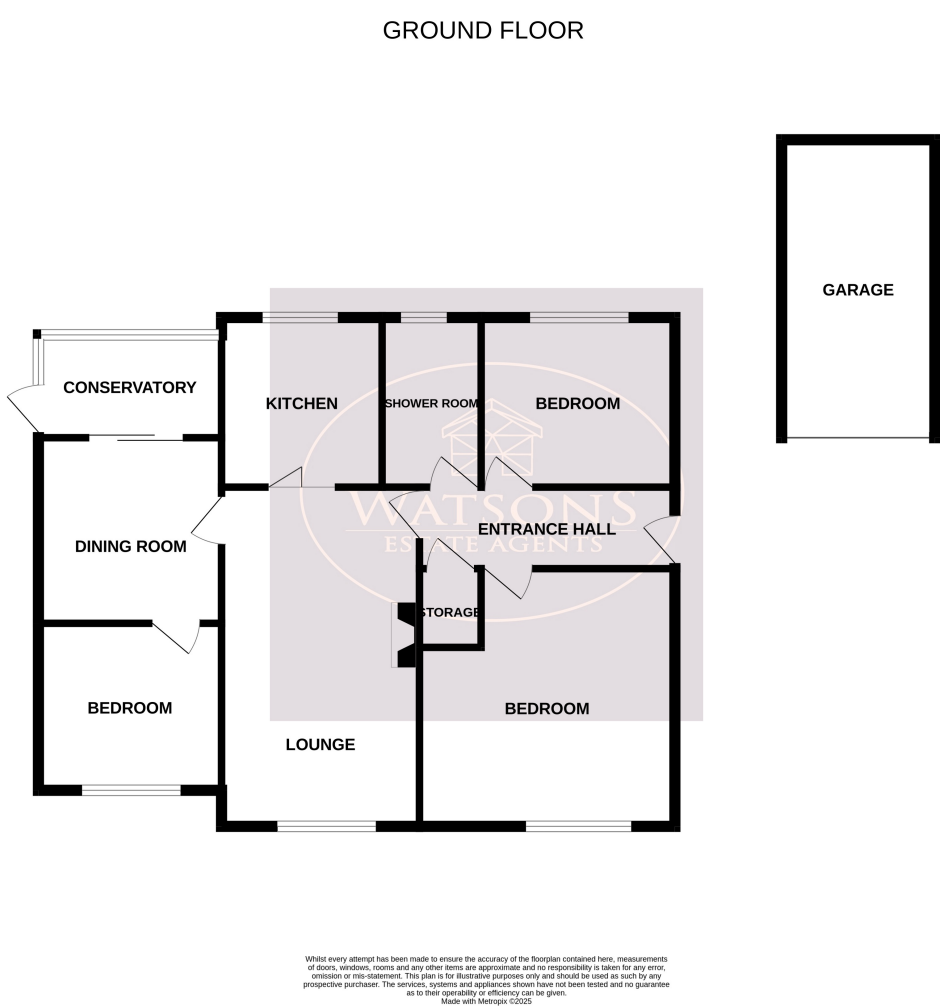 GROUND FLOOR
GARAGE
CONSERVATORY
KITCHEN
SHOWER ROOM
BEDROOM
WATSONS
ESTATE AGENTS
ENTRANCE HALL
DINING ROOM
STORAGE
BEDROOM
BEDROOM
LOUNGE
Whilst every attempt has been made to ensure the accuracy of the floorplan contained here, measurements
of doors, windows, rooms and any other items are approximate and no responsibility is taken for any error,
omission or mis-statement. This plan is for illustrative purposes only and should be used as such by any
prospective purchaser. The services, systems and appliances shown have not been tested and no guarantee
as to their operability or efficiency can be given.
Made with Metropix ©2025